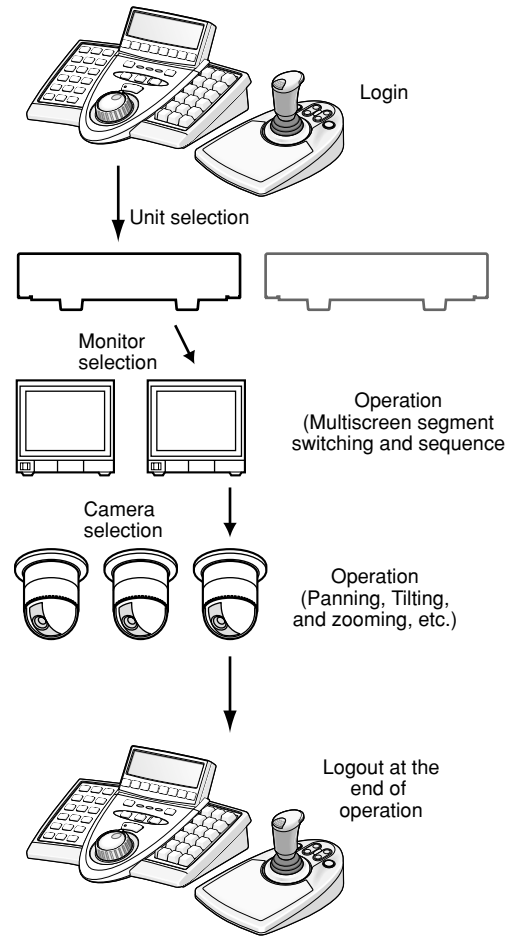 Login
Unit selection
Monitor
selection
Operation
(Multiscreen segment
switching and sequence
Camera
selection
Operation
(Panning, Tilting,
and zooming, etc.)
Logout at the
end of
operation